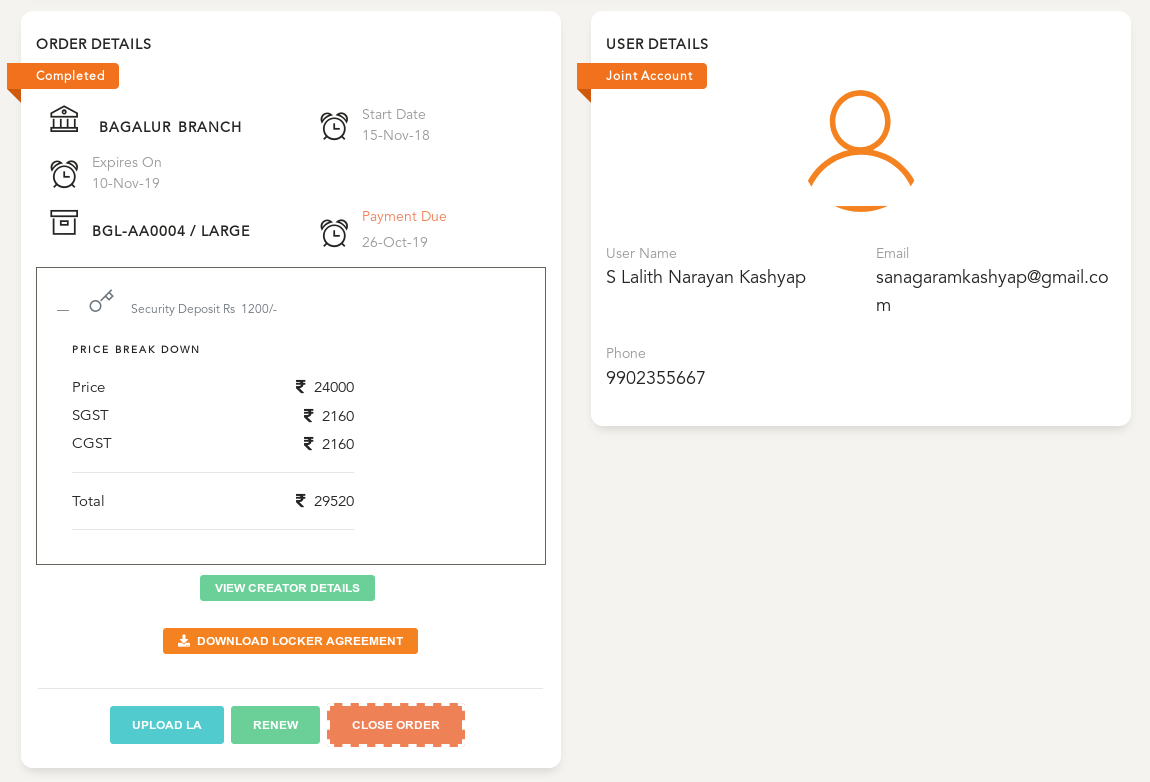 ORDER DETAILS
Completed
BAGALUR BRANCH
Start Date
15-Nov-18
Expires On
10-Nov-19
BGL-AA0004 / LARGE
Payment Due
26-Oct-19
Security Deposit Rs 1200/-
PRICE BREAK DOWN
Price ₹ 24000
SGST ₹ 2160
CGST ₹ 2160
Total ₹ 29520
VIEW CREATOR DETAILS
DOWNLOAD LOCKER AGREEMENT
UPLOAD LA RENEW CLOSE ORDER
USER DETAILS
Joint Account
User Name
S Lalith Narayan Kashyap
Email
sanagaramkashyap@gmail.co
m
Phone
9902355667